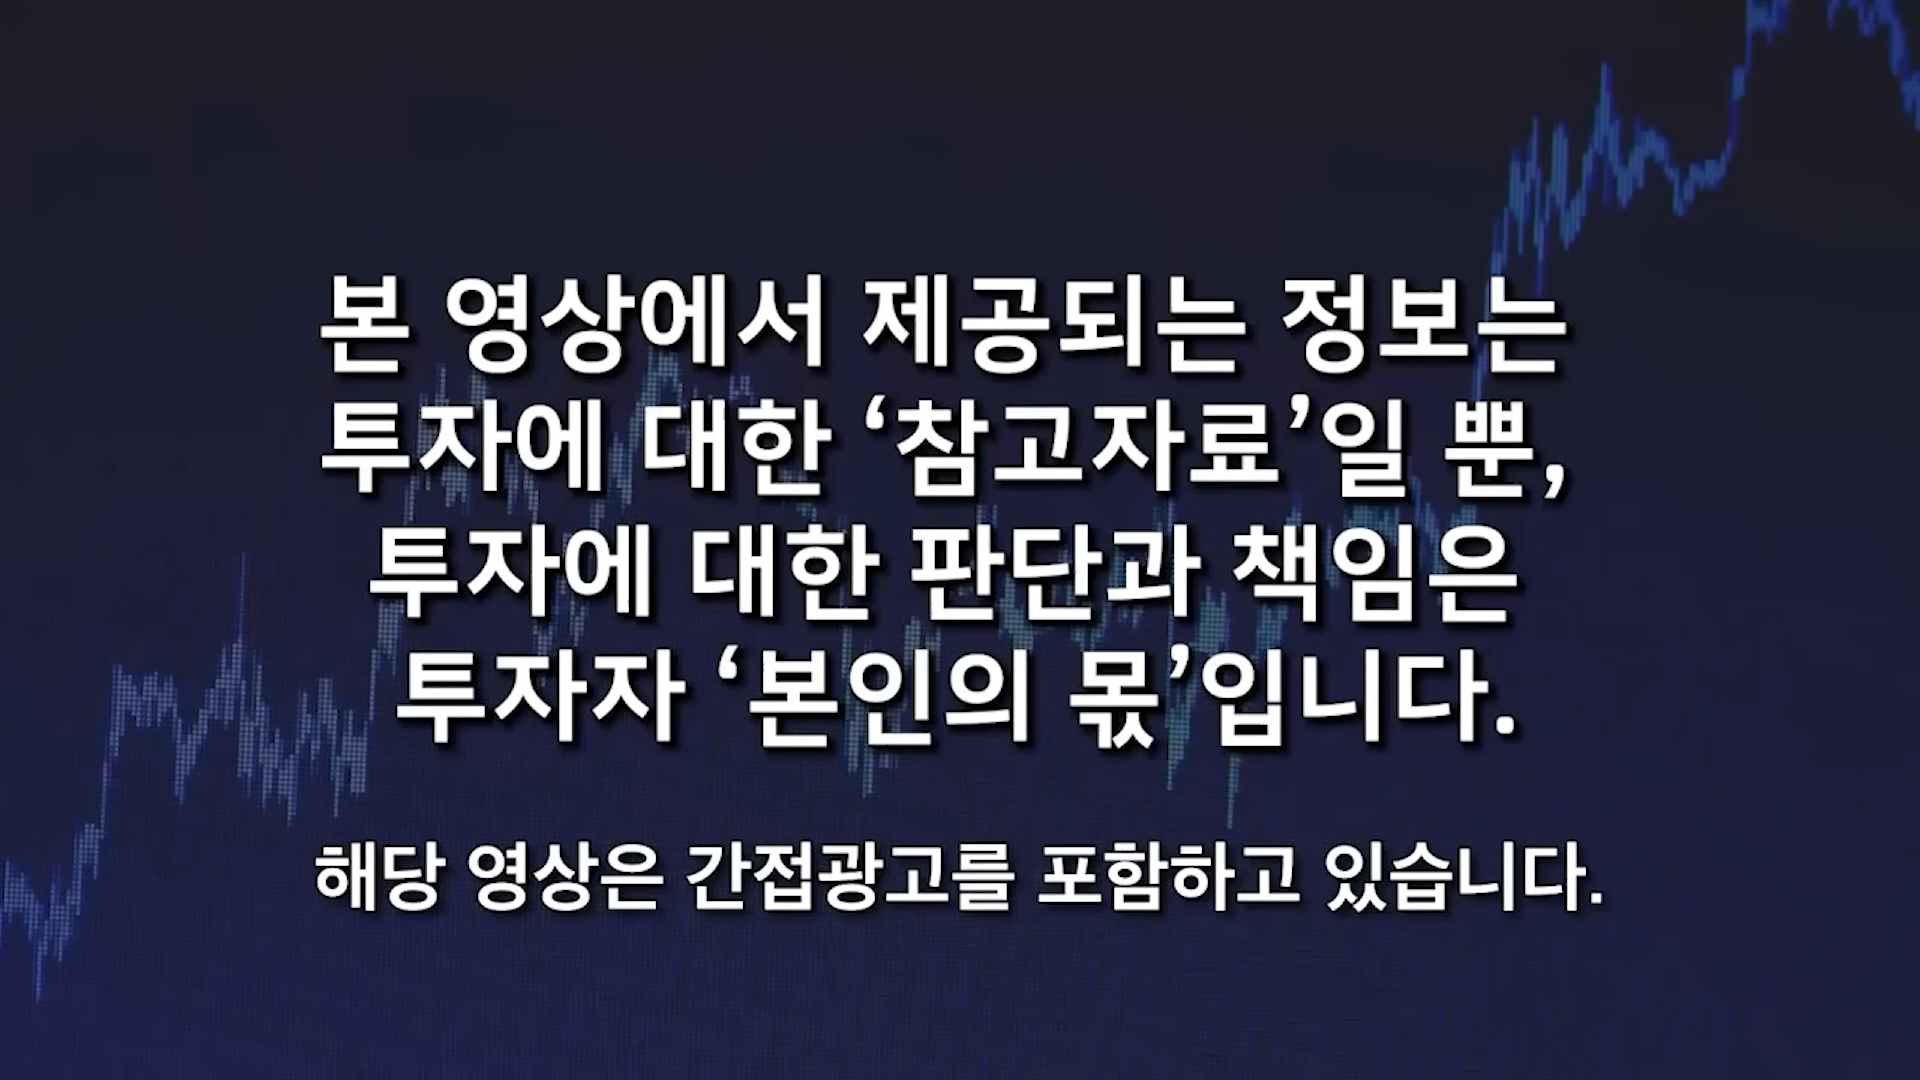 본 영상에서 제공되는 정보는
투자에 대한 ‘참고자료’일 뿐,
투자에 대한 판단과 책임은
투자자 ‘본인의 몫’입니다.
해당 영상은 간접광고를 포함하고 있습니다.